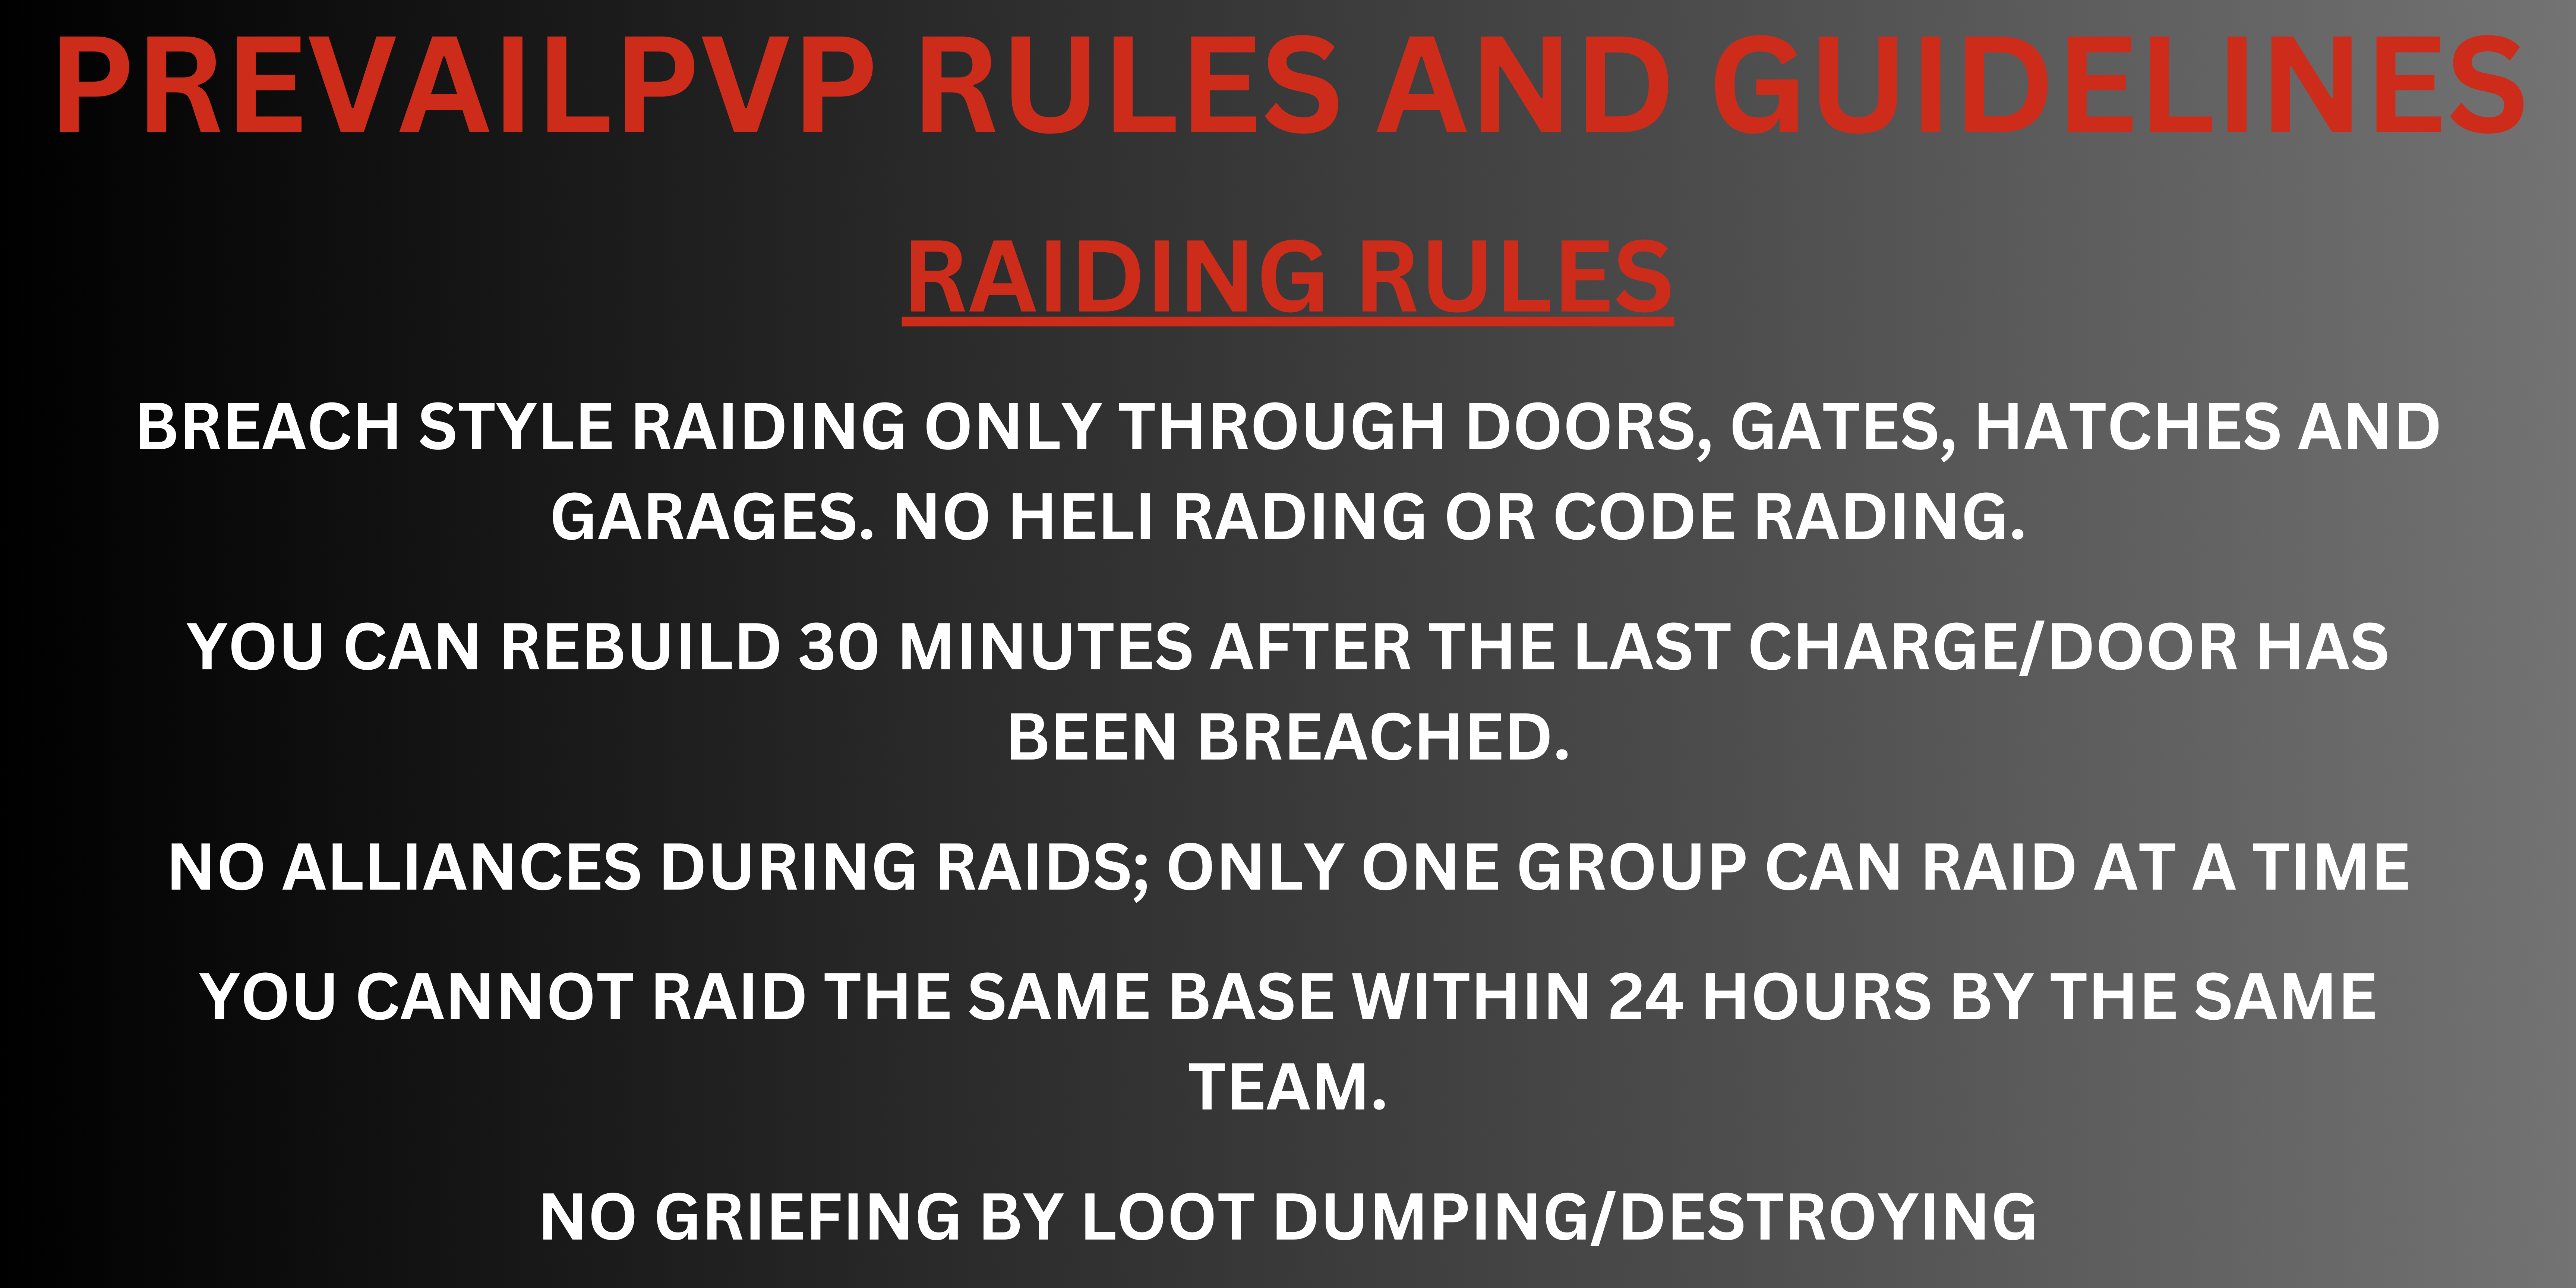 PREVAILPVP RULES AND GUIDELINES
RAIDING RULES
BREACH STYLE RAIDING ONLY THROUGH DOORS, GATES, HATCHES AND
GARAGES. NO HELI RADING OR CODE RADING.
YOU CAN REBUILD 30 MINUTES AFTER THE LAST CHARGE/DOOR HAS
BEEN BREACHED.
NO ALLIANCES DURING RAIDS; ONLY ONE GROUP CAN RAID AT A TIME
YOU CANNOT RAID THE SAME BASE WITHIN 24 HOURS BY THE SAME
TEAM.
NO GRIEFING BY LOOT DUMPING/DESTROYING